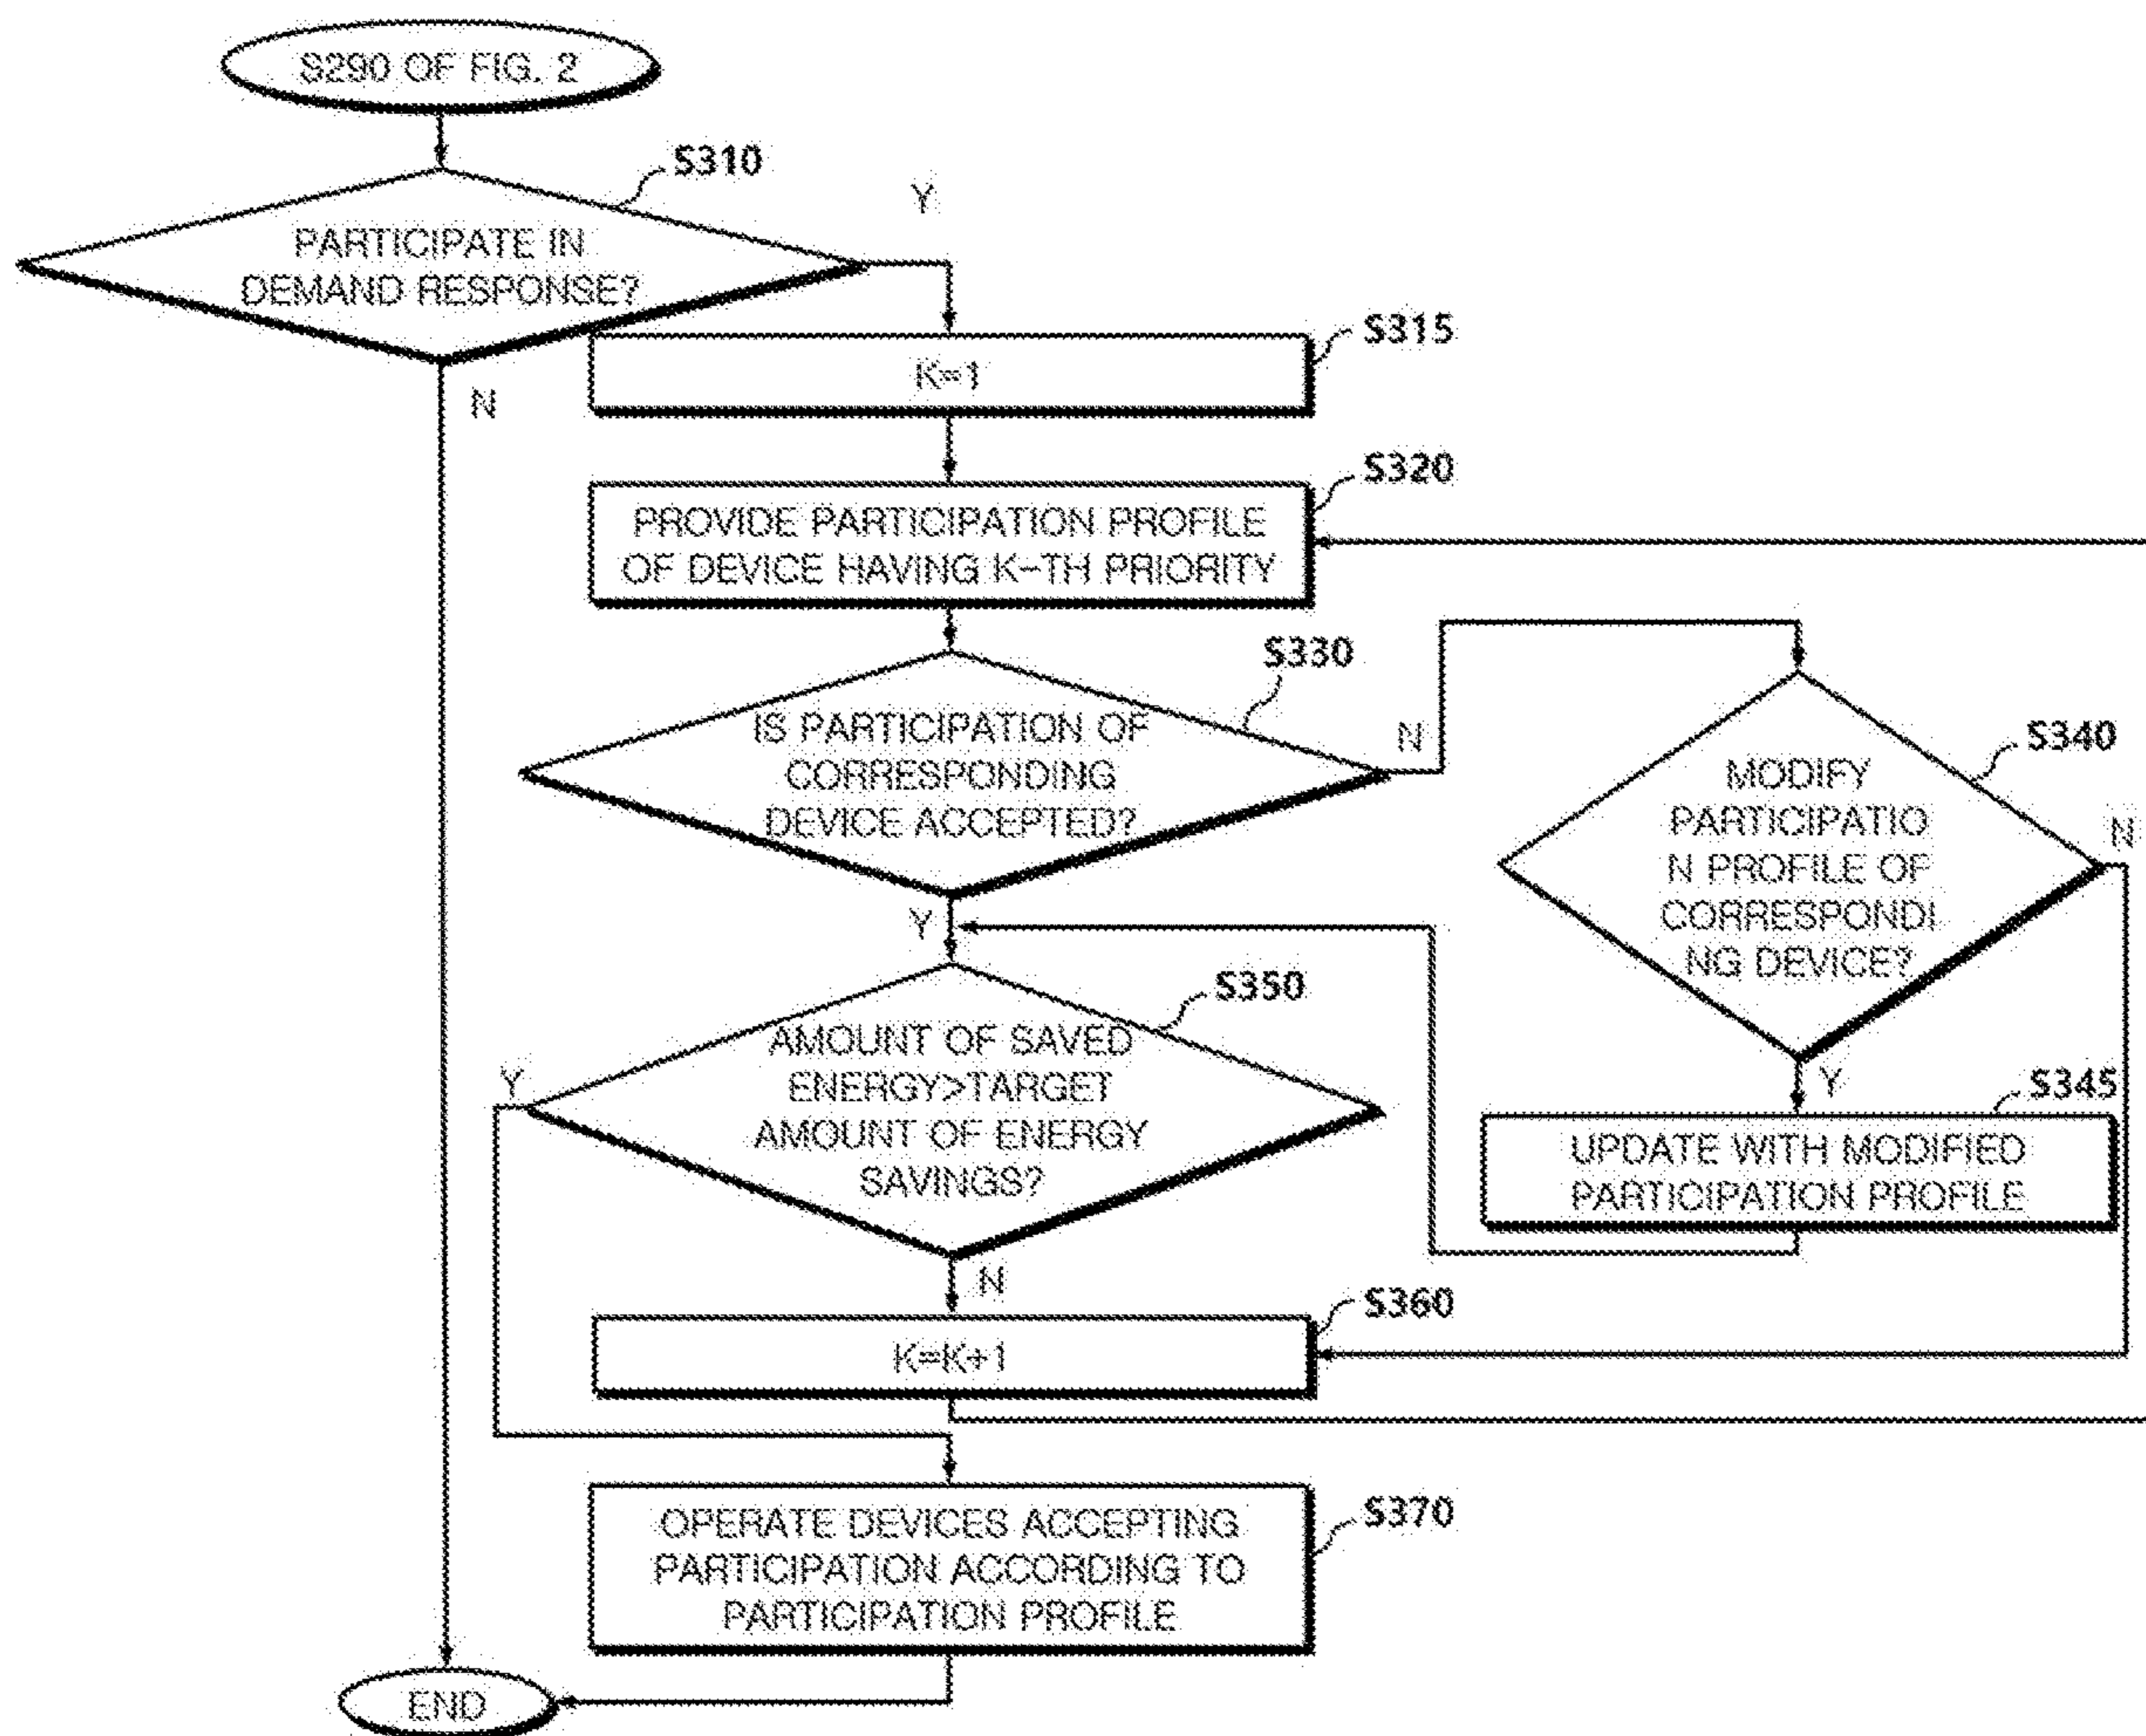 S290 OF FIG. 2
S310
Y
PARTICIPATE IN
DEMAND RESPONSE?
N
S315
K=1
S320
PROVIDE PARTICIPATION PROFILE
OF DEVICE HAVING K-TH PRIORITY
S330
IS PARTICIPATION OF
CORRESPONDING
DEVICE ACCEPTED?
N
Y
S340
MODIFY
PARTICIPATIO
N PROFILE OF
CORRESPONDI
NG DEVICE?
N
Y
S345
UPDATE WITH MODIFIED
PARTICIPATION PROFILE
S350
AMOUNT OF SAVED
ENERGY>TARGET
AMOUNT OF ENERGY
SAVINGS?
Y
N
S360
K=K+1
S370
OPERATE DEVICES ACCEPTING
PARTICIPATION ACCORDING TO
PARTICIPATION PROFILE
END